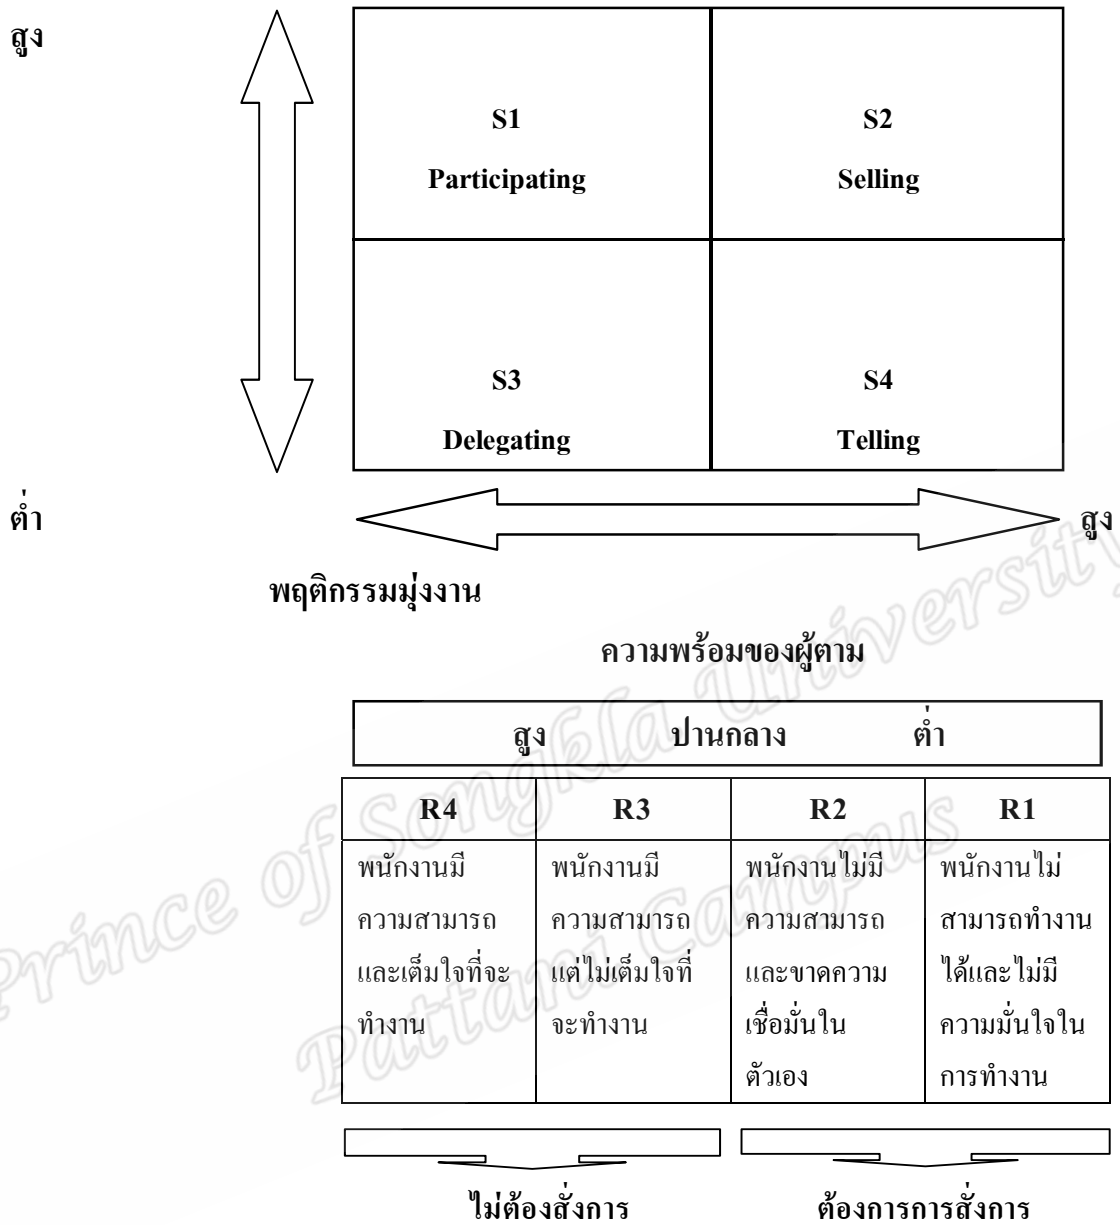 สูง
S1 S2
Participating Selling
S3 S4
Delegating Telling
ต่ำ สูง
พฤติกรรมมุ่งงาน
ความพร้อมของผู้ตาม
สูง ปานกลาง ต่ำ
R4 R3 R2 R1
พนักงานมี พนักงานมี พนักงานไม่มี พนักงานไม่
ความสามารถ ความสามารถ ความสามารถ สามารถทำงาน
และเต็มใจที่จะ แต่ไม่เต็มใจที่ และขาดความ ได้และไม่มี
ทำงาน จะทำงาน เชื่อมั่นใน ความมั่นใจใน
ตัวเอง การทำงาน
ไม่ต้องสั่งการ ต้องการการสั่งการ
Prince of Songkla University
Pattani Campus